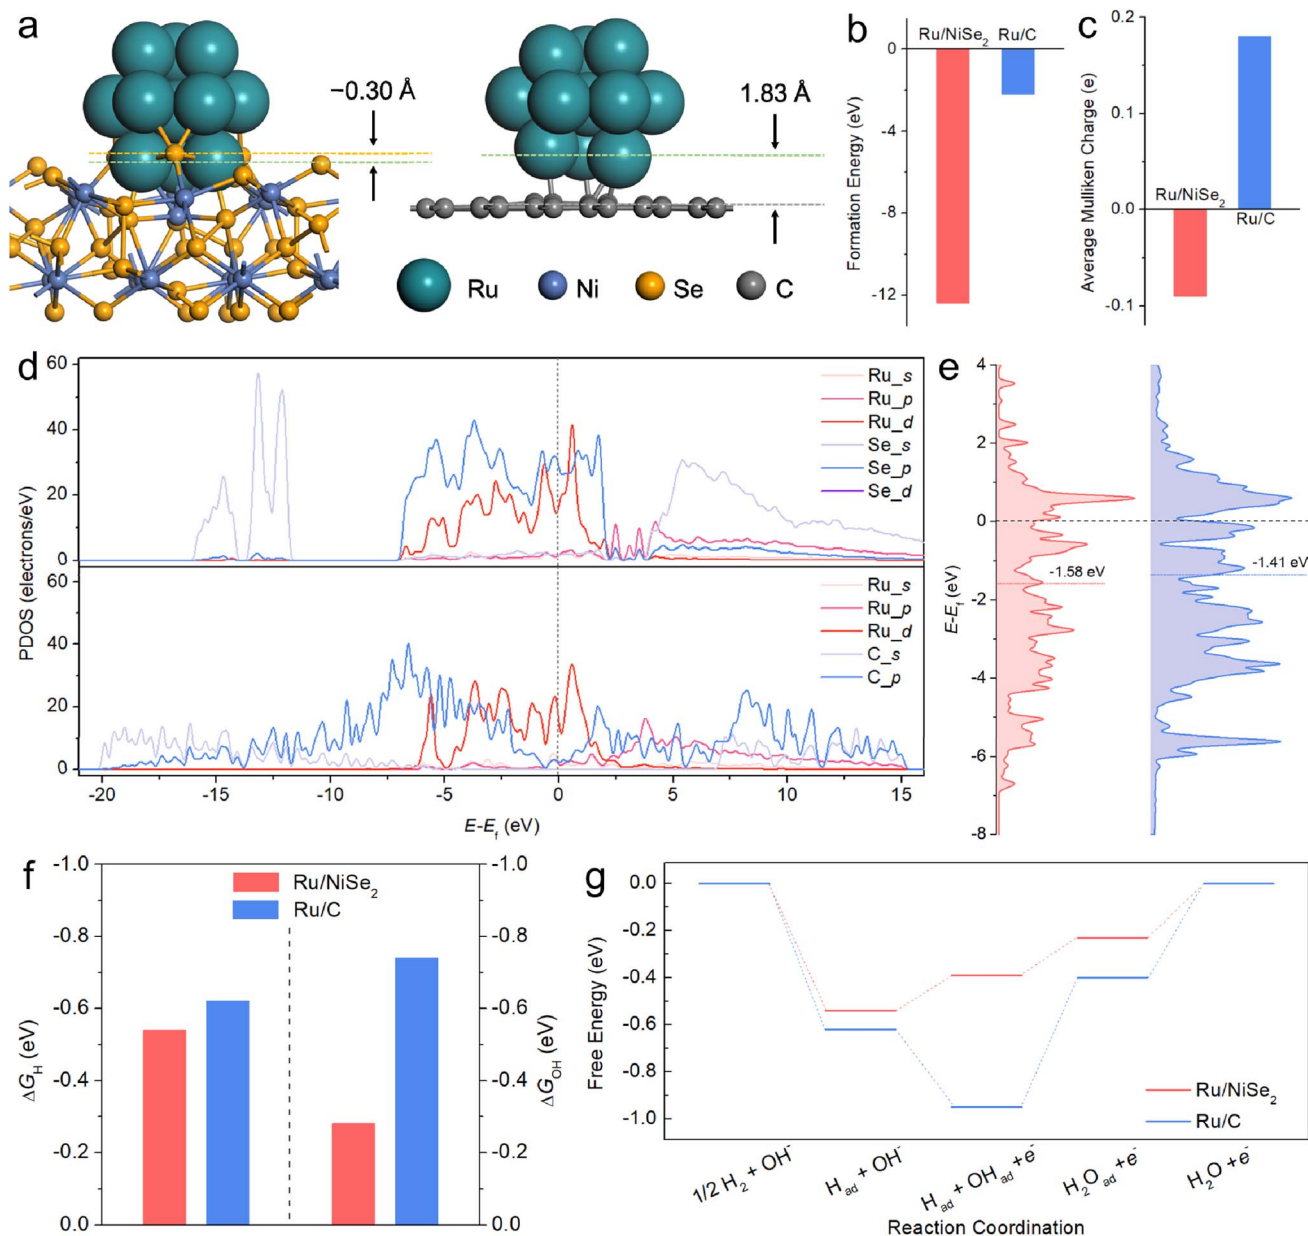 a
−0.30 Å
1.83 Å
Ru
Ni
Se
C
b
Ru/NiSe2
Ru/C
0
-4
-8
-12
Formation Energy (eV)
c
0.2
0.1
0.0
-0.1
Ru/NiSe2
Ru/C
Average Mulliken Charge (e)
d
60
40
20
0
Ru_s
Ru_p
Ru_d
Se_s
Se_p
Se_d
60
40
20
0
Ru_s
Ru_p
Ru_d
C_s
C_p
PDOS (electrons/eV)
-20
-15
-10
-5
0
5
10
15
E-Ef (eV)
e
4
2
0
-2
-4
-6
-8
E-Ef (eV)
-1.58 eV
-1.41 eV
f
-1.0
-0.8
-0.6
-0.4
-0.2
0.0
ΔGH (eV)
Ru/NiSe2
Ru/C
-1.0
-0.8
-0.6
-0.4
-0.2
0.0
ΔGOH (eV)
g
0.0
-0.2
-0.4
-0.6
-0.8
-1.0
Free Energy (eV)
Ru/NiSe2
Ru/C
1/2 H2 + OH-
Had + OH-
Had + OHad +e-
H2Oad +e-
H2O +e-
Reaction Coordination